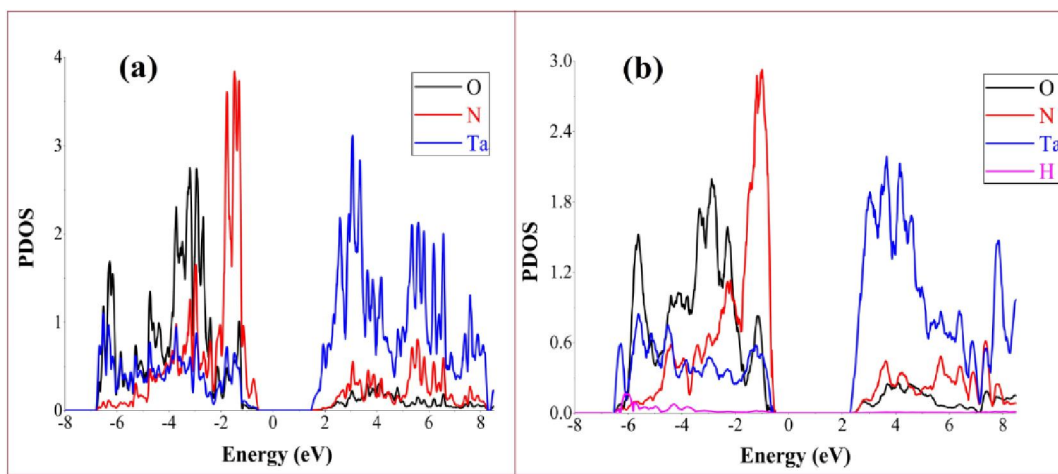 (a)
O
N
Ta
PDOS
4
3
2
1
0
-8 -6 -4 -2 0 2 4 6 8
Energy (eV)
(b)
O
N
Ta
H
PDOS
3.0
2.4
1.8
1.2
0.6
0.0
-8 -6 -4 -2 0 2 4 6 8
Energy (eV)